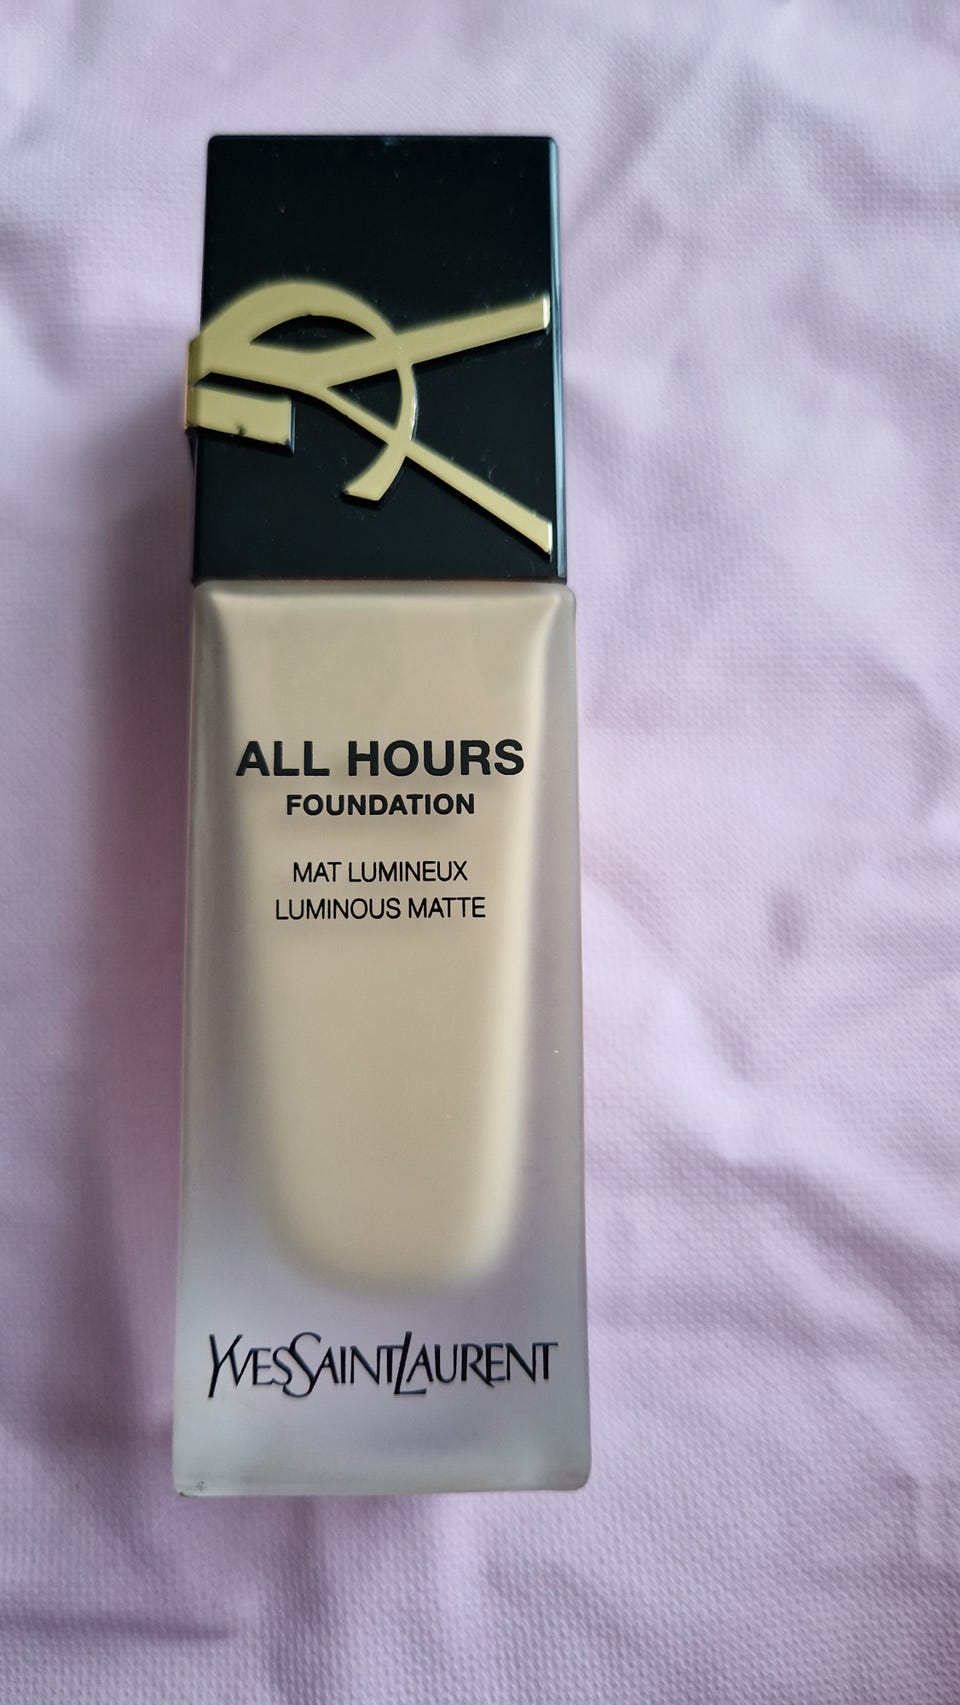 ALL HOURS
FOUNDATION
MAT LUMINEUX
LUMINOUS MATTE
YVESSAINTLAURENT